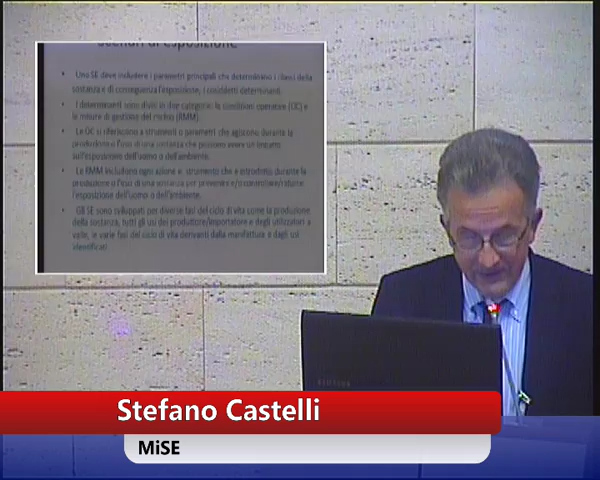 Scenari di esposizione
• Uno SE deve includere i parametri principali che determinano i rilasci della
sostanza e di conseguenza l'esposizione, i cosiddetti determinanti.
• I determinanti sono divisi in due categorie: le condizioni operative (OC) e
le misure di gestione del rischio (RMM).
• Le OC si riferiscono a strumenti o parametri che agiscono durante la
produzione o l'uso di una sostanza che possono avere un impatto
sull'esposizione dell'uomo o dell'ambiente.
• Le RMM includono ogni azione e strumento che è introdotto durante la
produzione o l'uso di una sostanza per prevenire e/o controllare/ridurre
l'esposizione dell'uomo o dell'ambiente.
• Gli SE sono sviluppati per diverse fasi del ciclo di vita come la produzione
della sostanza, tutti gli usi del produttore/importatore e degli utilizzatori a
valle, le varie fasi del ciclo di vita derivanti dalla manifattura e dagli usi
identificati
Stefano Castelli
MiSE